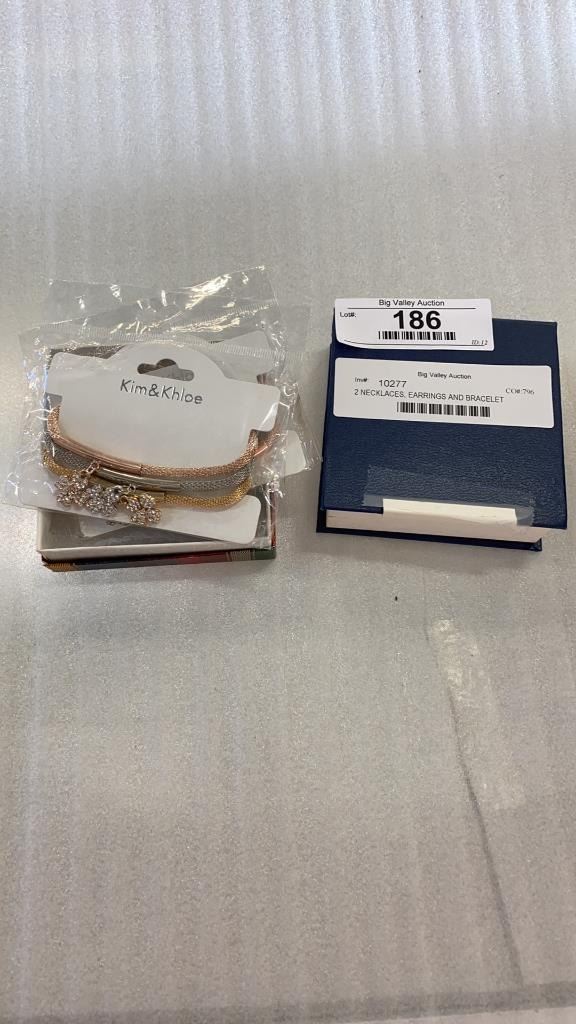 Kim&Khloe
Big Valley Auction
Lot#: 186
ID:12
Big Valley Auction
Inv#: 10277
CO#:796
2 NECKLACES, EARRINGS AND BRACELET